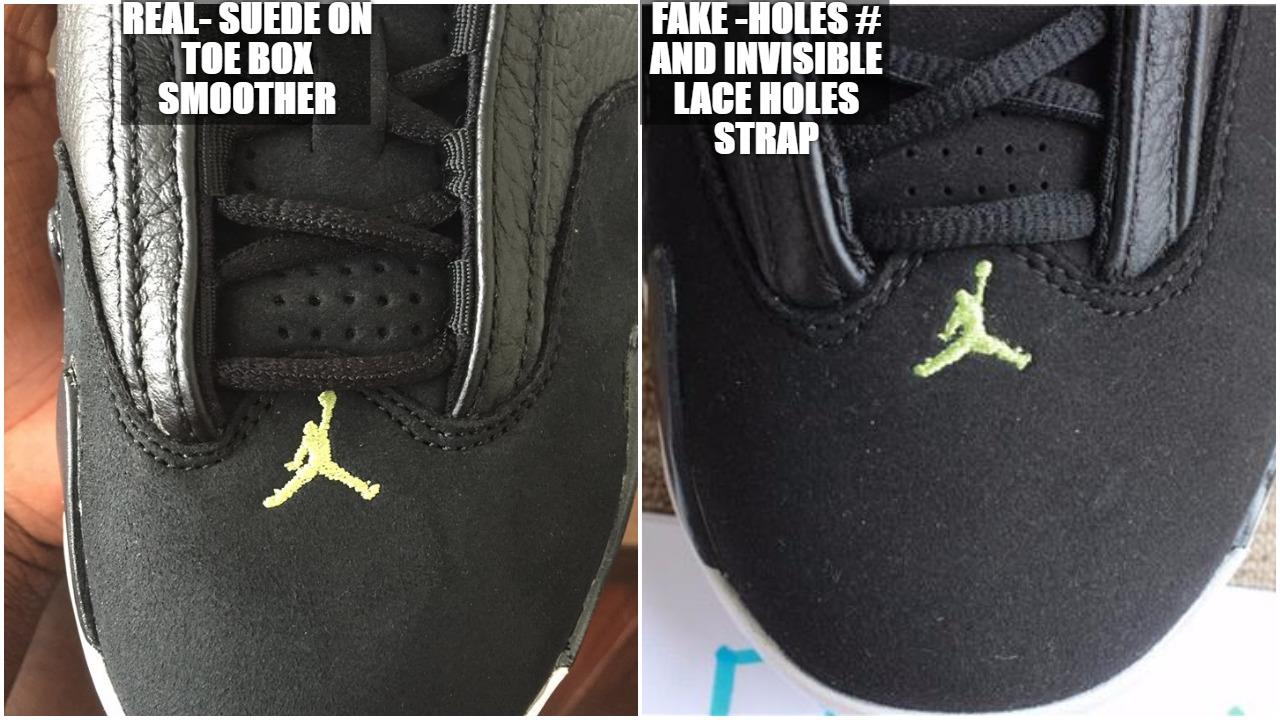 REAL- SUEDE ON
TOE BOX
SMOOTHER
FAKE -HOLES #
AND INVISIBLE
LACE HOLES
STRAP